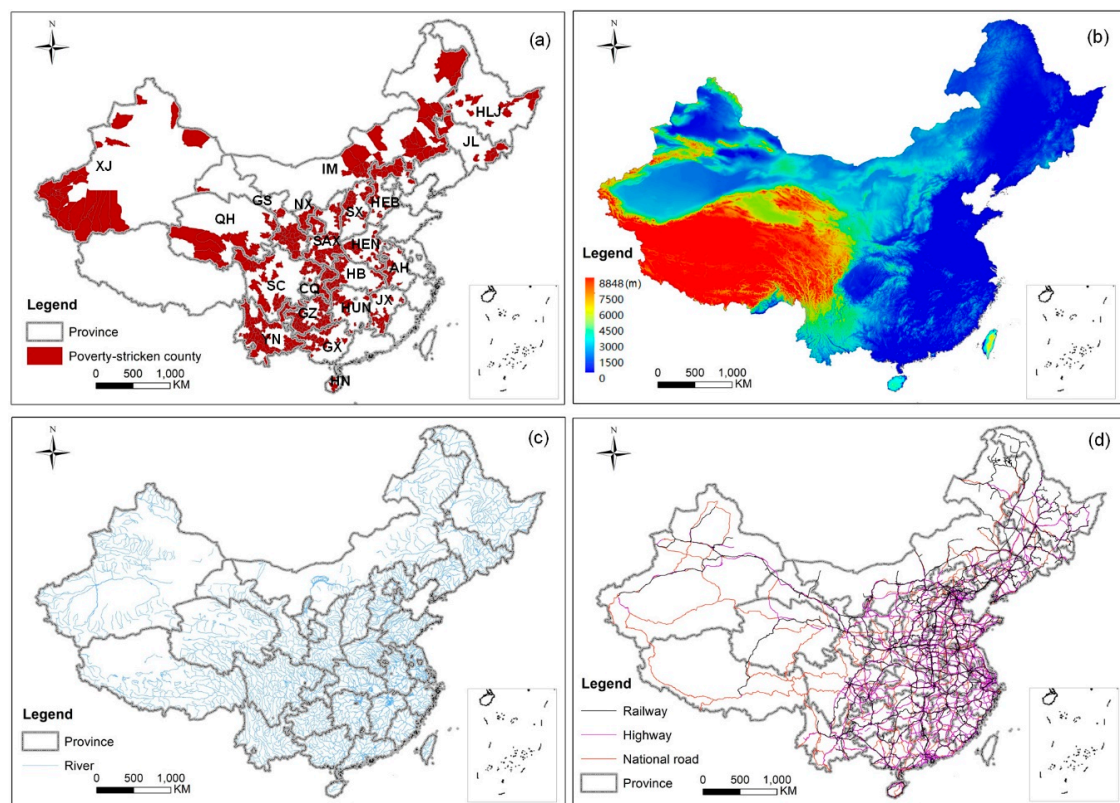 N
(a)
HLJ
JL
XJ
IM
GS
NX
HEB
QH
SX
SAX
HEN
AH
HB
SC
CQ
JX
HUN
GZ
YN
GX
HN
Legend
Province
Poverty-stricken county
0 500 1,000
KM
N
(b)
Legend
8848 (m)
7500
6000
4500
3000
1500
0
0 500 1,000
KM
N
(c)
Legend
Province
River
0 500 1,000
KM
N
(d)
Legend
Railway
Highway
National road
Province
0 500 1,000
KM